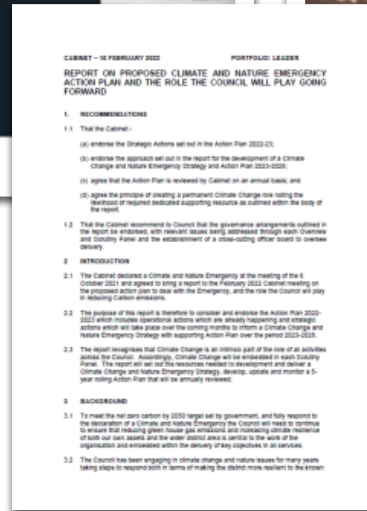 CABINET – 16 FEBRUARY 2022 PORTFOLIO: LEADER
REPORT ON PROPOSED CLIMATE AND NATURE EMERGENCY
ACTION PLAN AND THE ROLE THE COUNCIL WILL PLAY GOING
FORWARD
1. RECOMMENDATIONS
1.1 That the Cabinet:-
(a) endorse the Strategic Actions set out in the Action Plan 2022-23;
(b) endorse the approach set out in the report for the development of a Climate
Change and Nature Emergency Strategy and Action Plan 2023-2028;
(c) agree that the Action Plan is reviewed by Cabinet on an annual basis; and
(d) agree the principle of creating a permanent Climate Change role noting the
likelihood of required dedicated supporting resource as outlined within the body of
the report.
1.2 That the Cabinet recommend to Council that the governance arrangements outlined in
the report be endorsed, with relevant issues being addressed through each Overview
and Scrutiny Panel and the establishment of a cross-cutting officer board to oversee
delivery.
2 INTRODUCTION
2.1 The Cabinet declared a Climate and Nature Emergency at the meeting of the 6
October 2021 and agreed to bring a report to the February 2022 Cabinet meeting on
the proposed action plan to deal with the Emergency, and the role the Council will play
in reducing Carbon emissions.
2.2 The purpose of this report is therefore to consider and endorse the Action Plan 2022-
2023 which includes operational actions which are already happening and strategic
actions which will take place over the coming months to inform a Climate Change and
Nature Emergency Strategy with supporting Action Plan over the period 2023-2028.
2.3 The report recognises that Climate Change is an intrinsic part of the role of all activities
across the Council. Accordingly, Climate Change will be embedded in each Scrutiny
Panel. The report will set out the resources needed to development and deliver a
Climate Change and Nature Emergency Strategy, develop, update and monitor a 5-
year rolling Action Plan that will be annually reviewed.
3 BACKGROUND
3.1 To meet the net zero carbon by 2050 target set by government, and fully respond to
the declaration of a Climate and Nature Emergency the Council will need to continue
to ensure that reducing green house gas emissions and increasing climate resilience
of both our own assets and the wider district area is central to the work of the
organisation and embedded within the delivery of key objectives in all services.
3.2 The Council has been engaging in climate change and nature issues for many years
taking steps to respond both in terms of making the district more resilient to the known